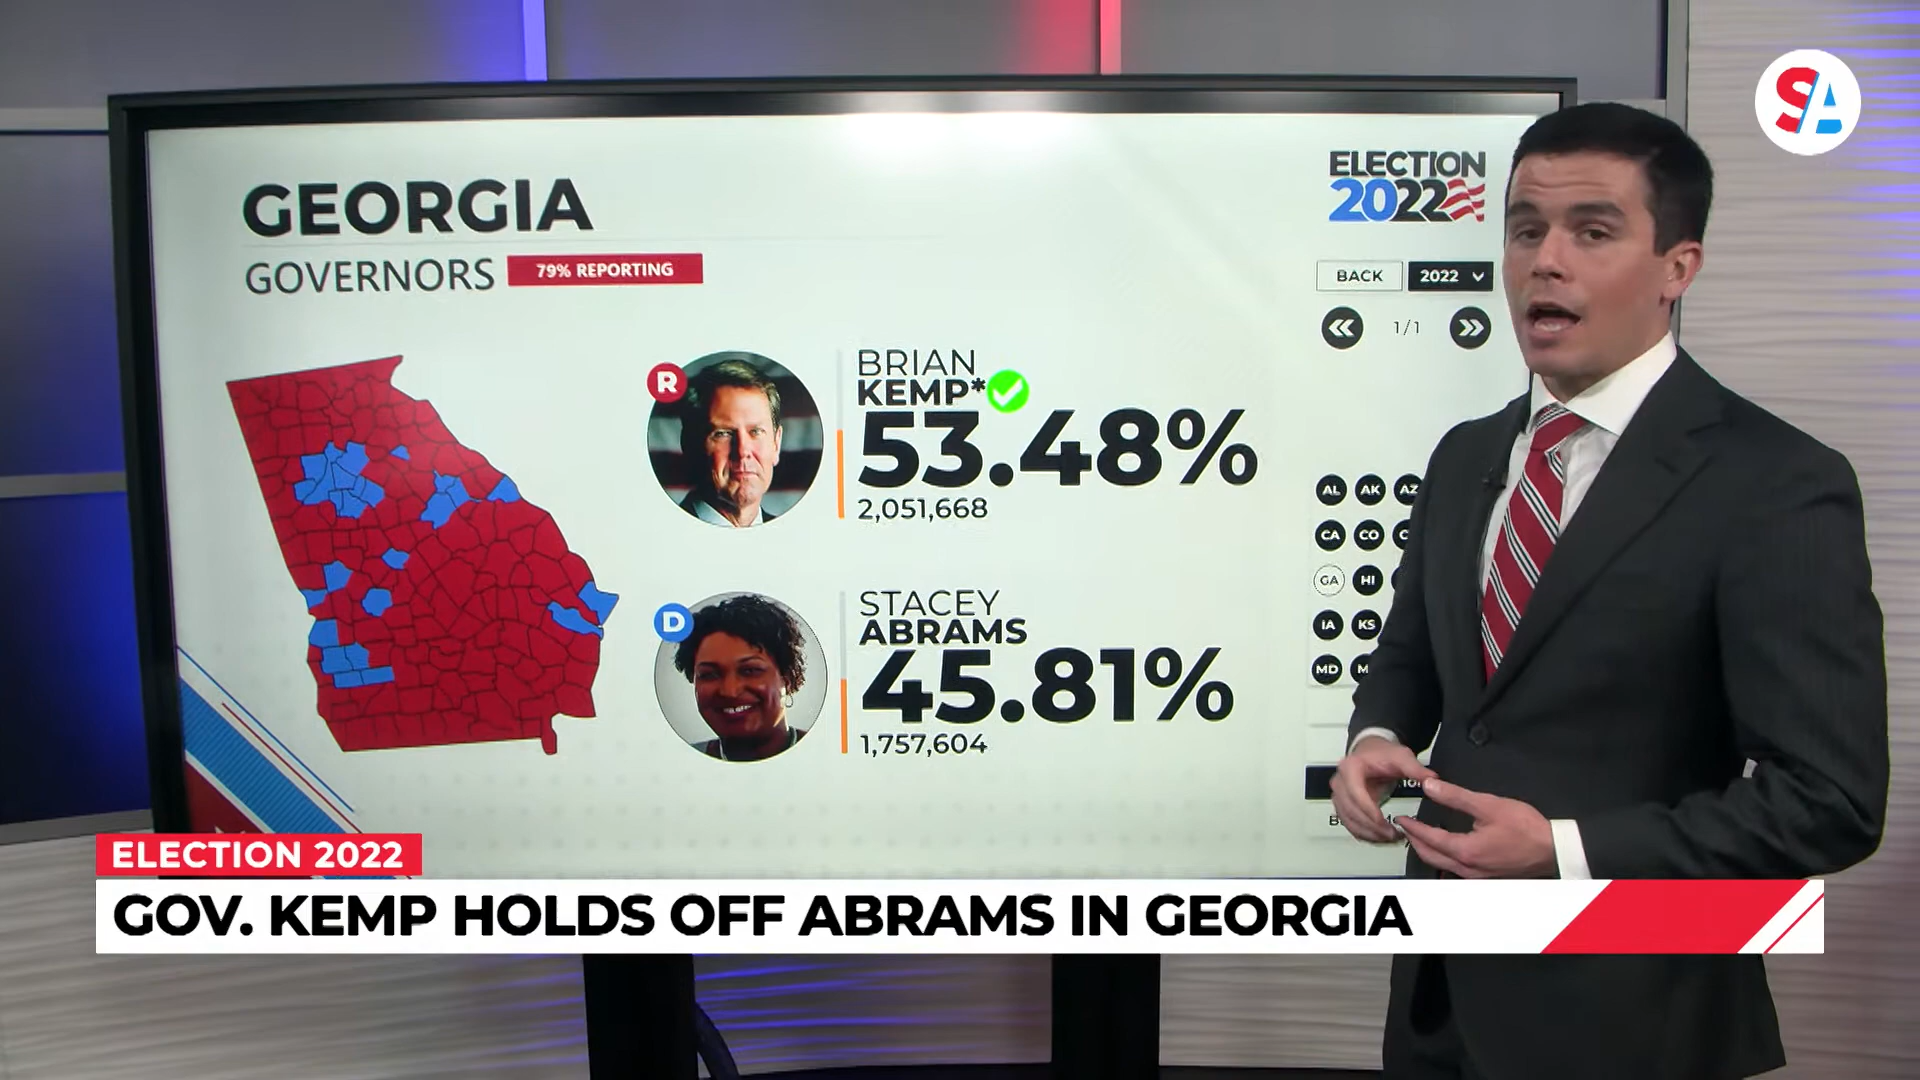 SA
GEORGIA
GOVERNORS 79% REPORTING
ELECTION
2022
BACK 2022
1/1
R
BRIAN
KEMP*
53.48%
2,051,668
D
STACEY
ABRAMS
45.81%
1,757,604
AL AK AZ
CA CO
GA HI
IA KS
MD
ELECTION 2022
GOV. KEMP HOLDS OFF ABRAMS IN GEORGIA